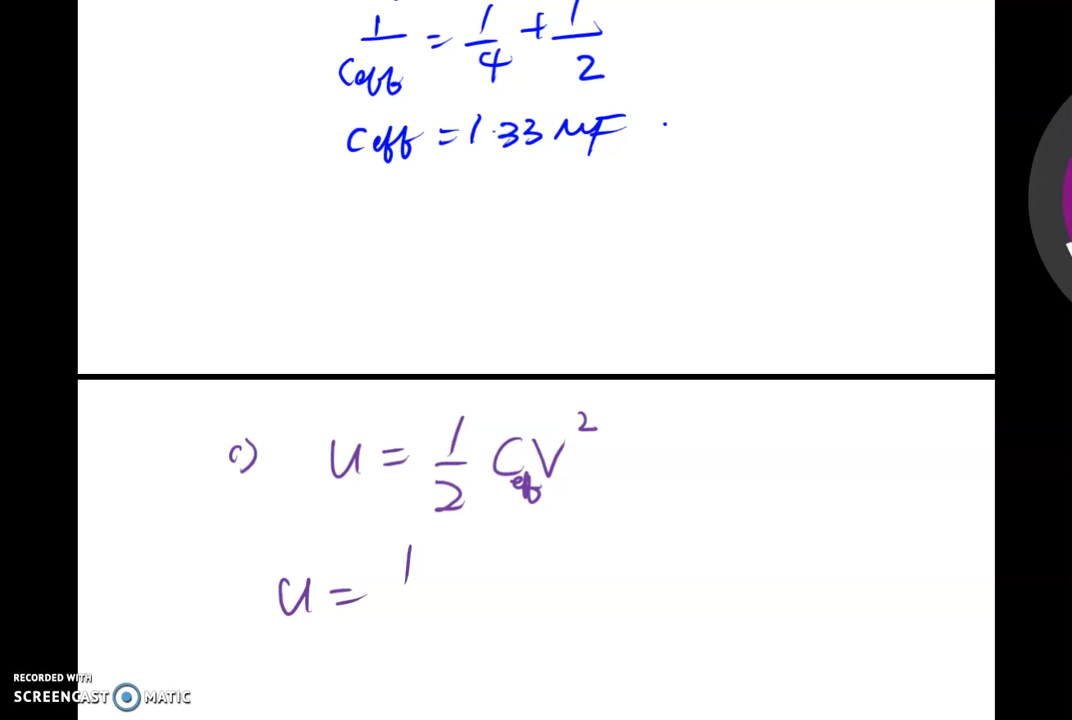 1/Ceff = 1/4 + 1/2
Ceff = 1.33 μF.
c) U = 1/2 CeffV²
U = 1
RECORDED WITH
SCREENCAST MATIC